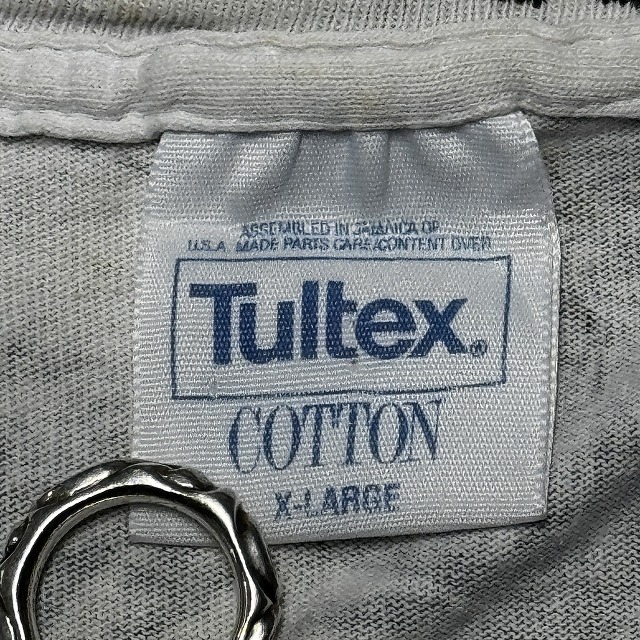 ASSEMBLED IN JAMAICA OF
U.S.A. MADE PARTS CARE/CONTENT OVER
Tultex®
COTTON
X-LARGE